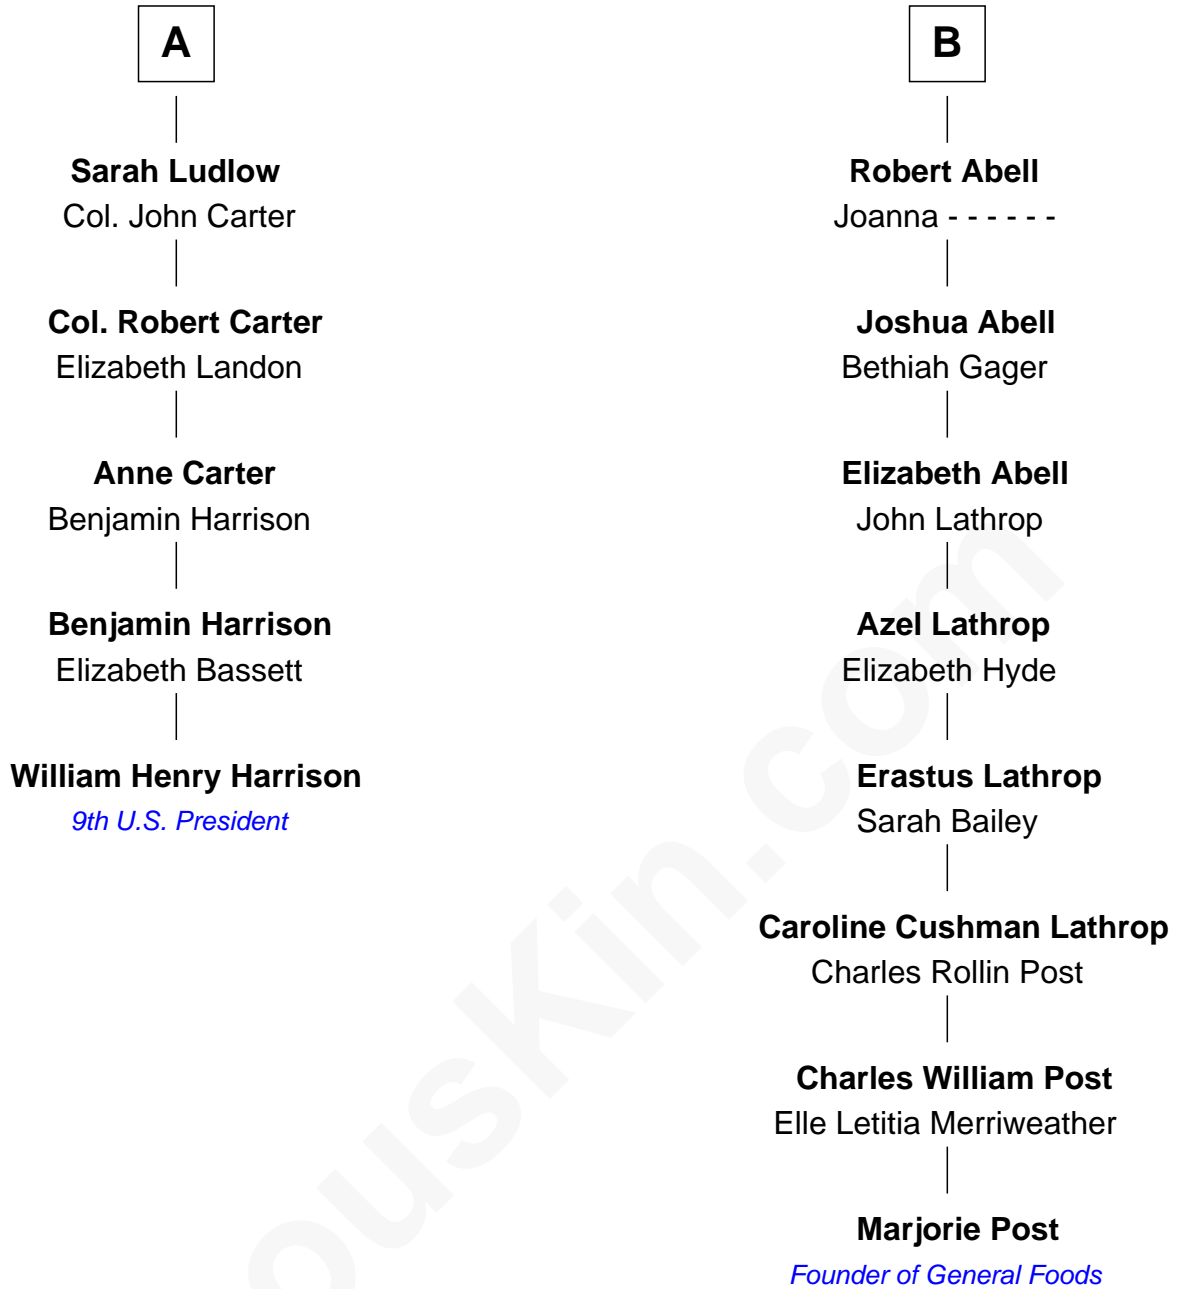 A
Sarah Ludlow
Col. John Carter
Col. Robert Carter
Elizabeth Landon
Anne Carter
Benjamin Harrison
Benjamin Harrison
Elizabeth Bassett
William Henry Harrison
9th U.S. President
B
Robert Abell
Joanna - - - - - -
Joshua Abell
Bethiah Gager
Elizabeth Abell
John Lathrop
Azel Lathrop
Elizabeth Hyde
Erastus Lathrop
Sarah Bailey
Caroline Cushman Lathrop
Charles Rollin Post
Charles William Post
Elle Letitia Merriweather
Marjorie Post
Founder of General Foods
ousKin.com